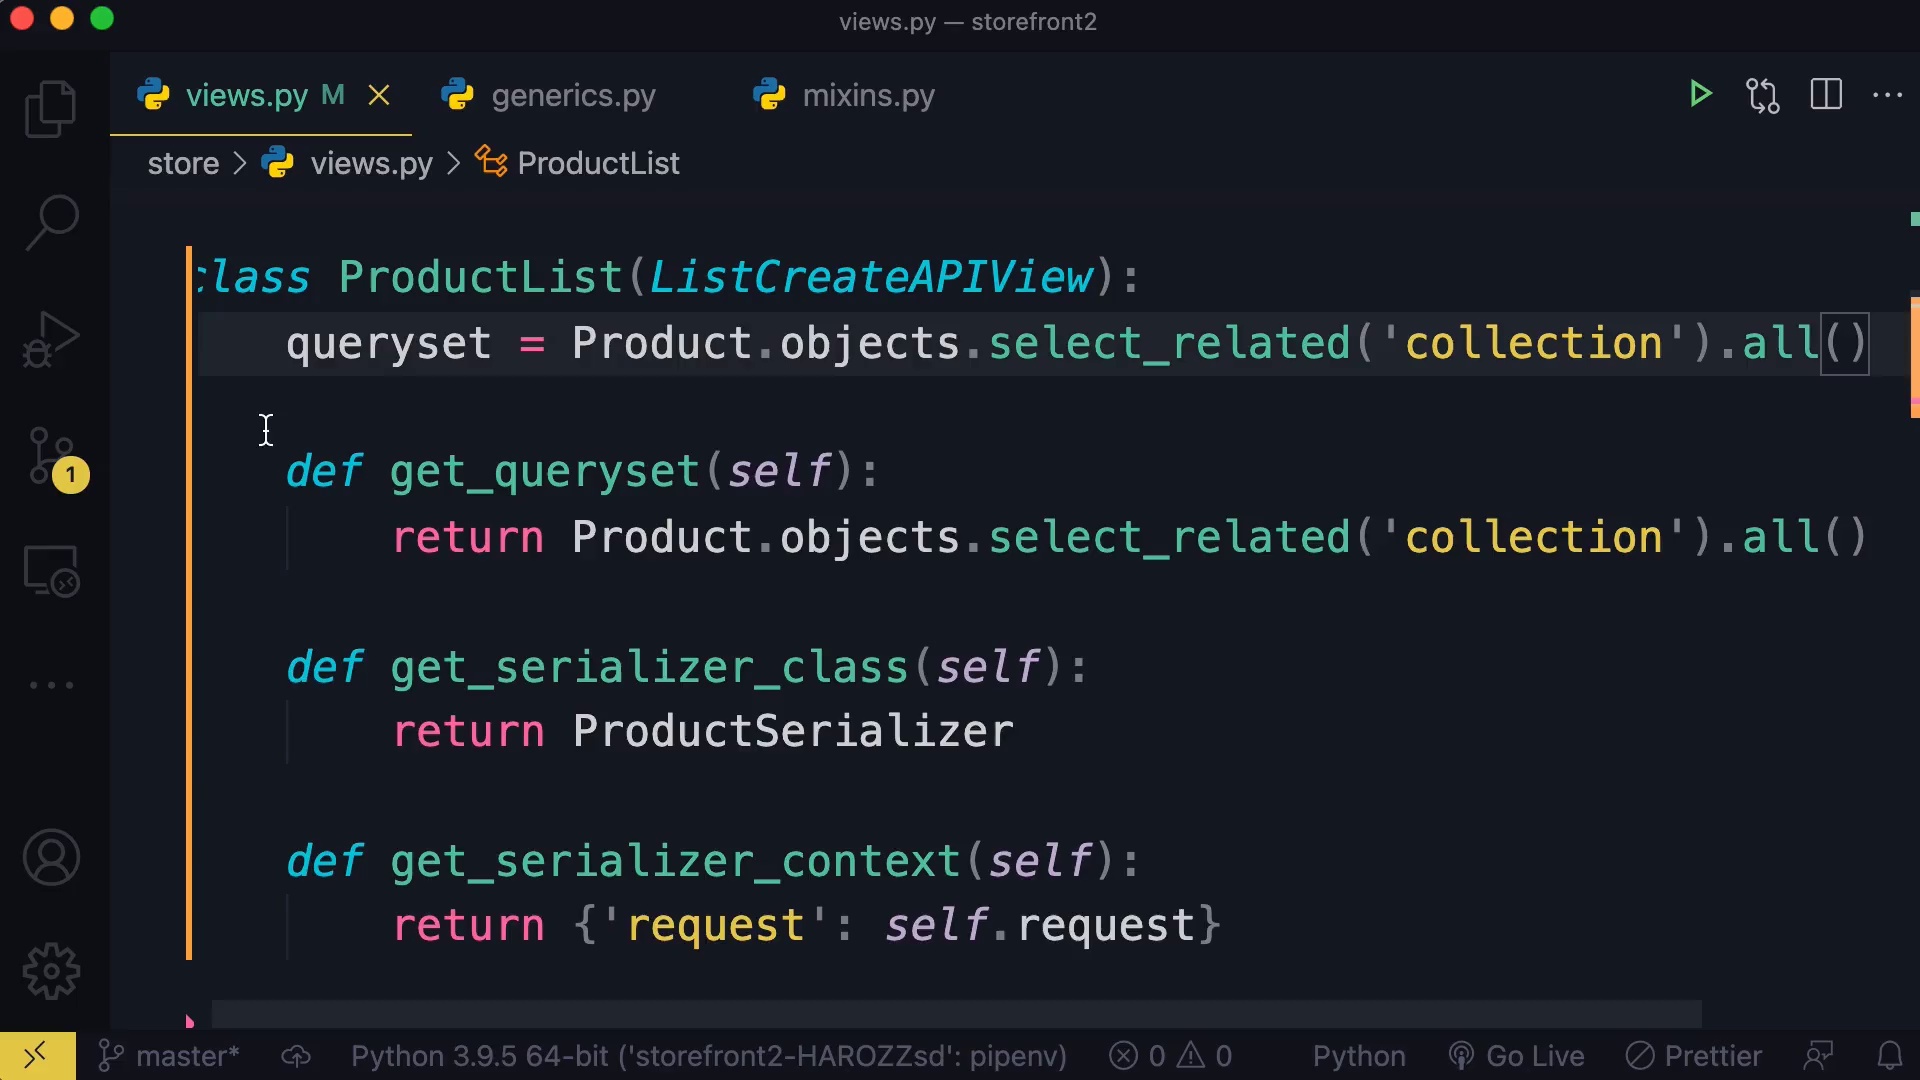 views.py — storefront2
views.py M generics.py mixins.py
store > views.py > ProductList
class ProductList(ListCreateAPIView):
queryset = Product.objects.select_related('collection').all()
def get_queryset(self):
return Product.objects.select_related('collection').all()
def get_serializer_class(self):
return ProductSerializer
def get_serializer_context(self):
return {'request': self.request}
1
master* Python 3.9.5 64-bit ('storefront2-HAROZZsd': pipenv) 0 0 Python Go Live Prettier